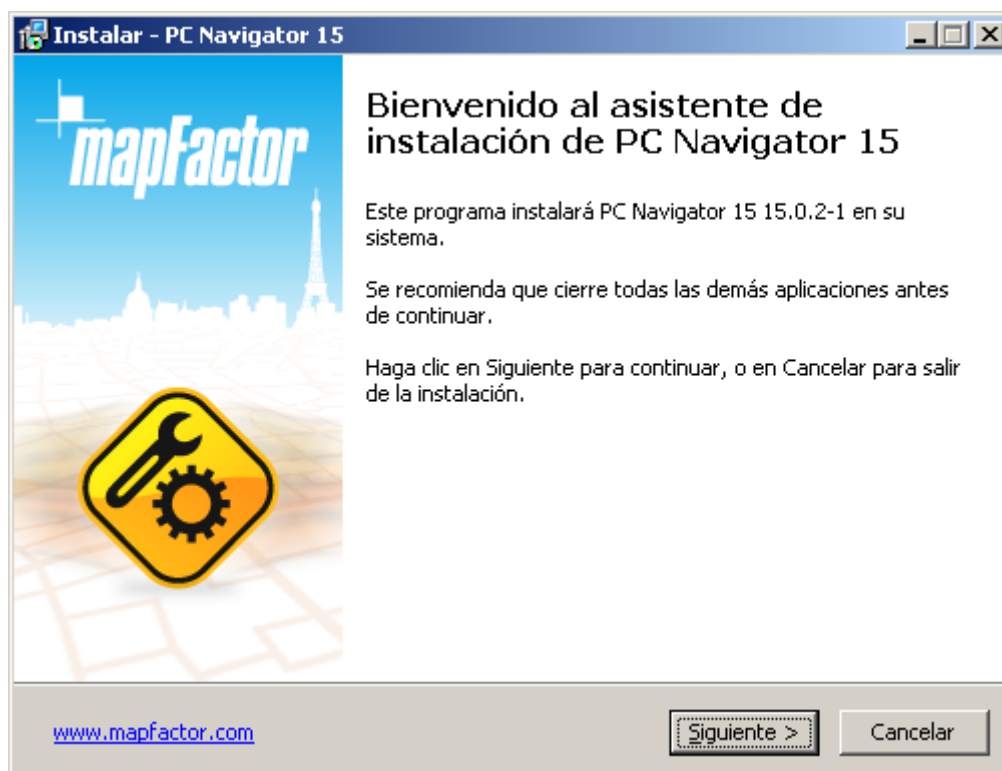 Instalar - PC Navigator 15
mapFactor
Bienvenido al asistente de
instalación de PC Navigator 15
Este programa instalará PC Navigator 15 15.0.2-1 en su
sistema.
Se recomienda que cierre todas las demás aplicaciones antes
de continuar.
Haga clic en Siguiente para continuar, o en Cancelar para salir
de la instalación.
www.mapfactor.com
Siguiente >
Cancelar